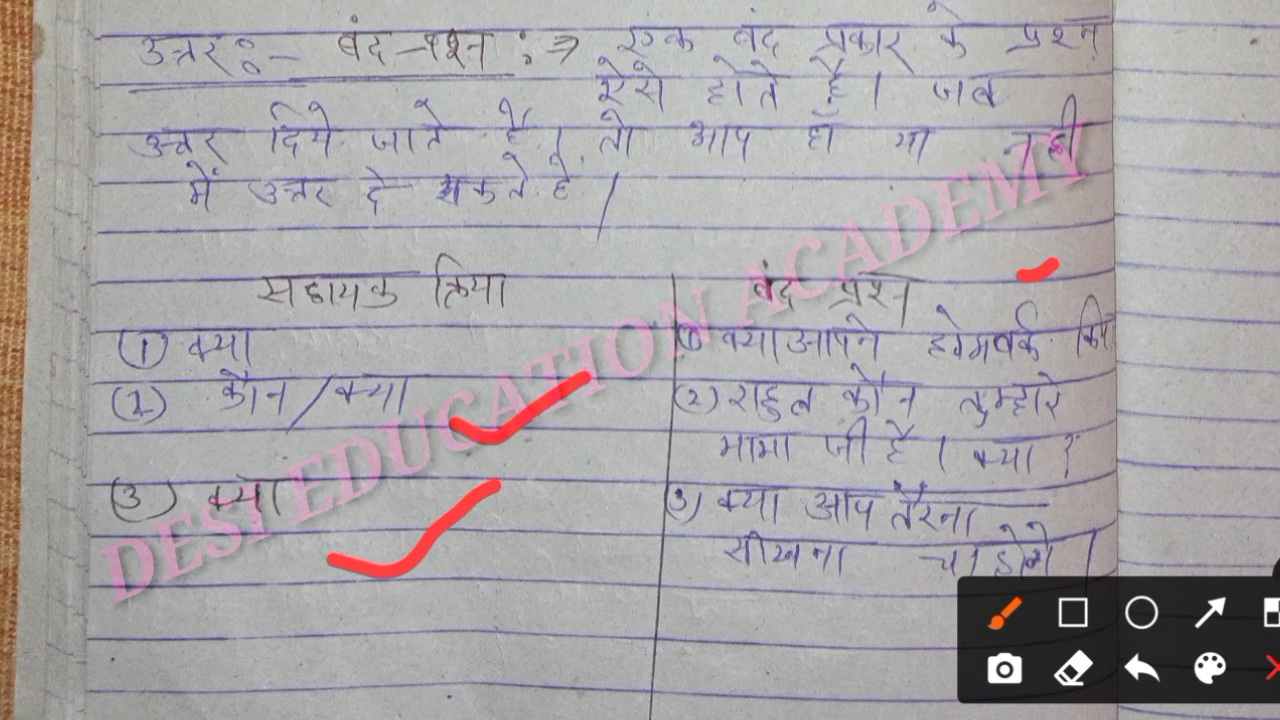 उत्तर :- बंद-प्रश्न :⇒ एक बंद प्रकार के प्रश्न
ऐसे होते है। जब
उत्तर दिये जाते है। तो आप हाँ या नही
में उत्तर दे सकते है।
सहायक क्रिया
बंद प्रश्न
(1) क्या
(1) क्या आपने होमवर्क किय
(2) कौन/क्या
(2) राहुल कौन तुम्हारे
मामा जी है। क्या?
(3) क्या
(3) क्या आप तैरना
सीखना चाहोगे।
DESI EDUCATION ACADEMY